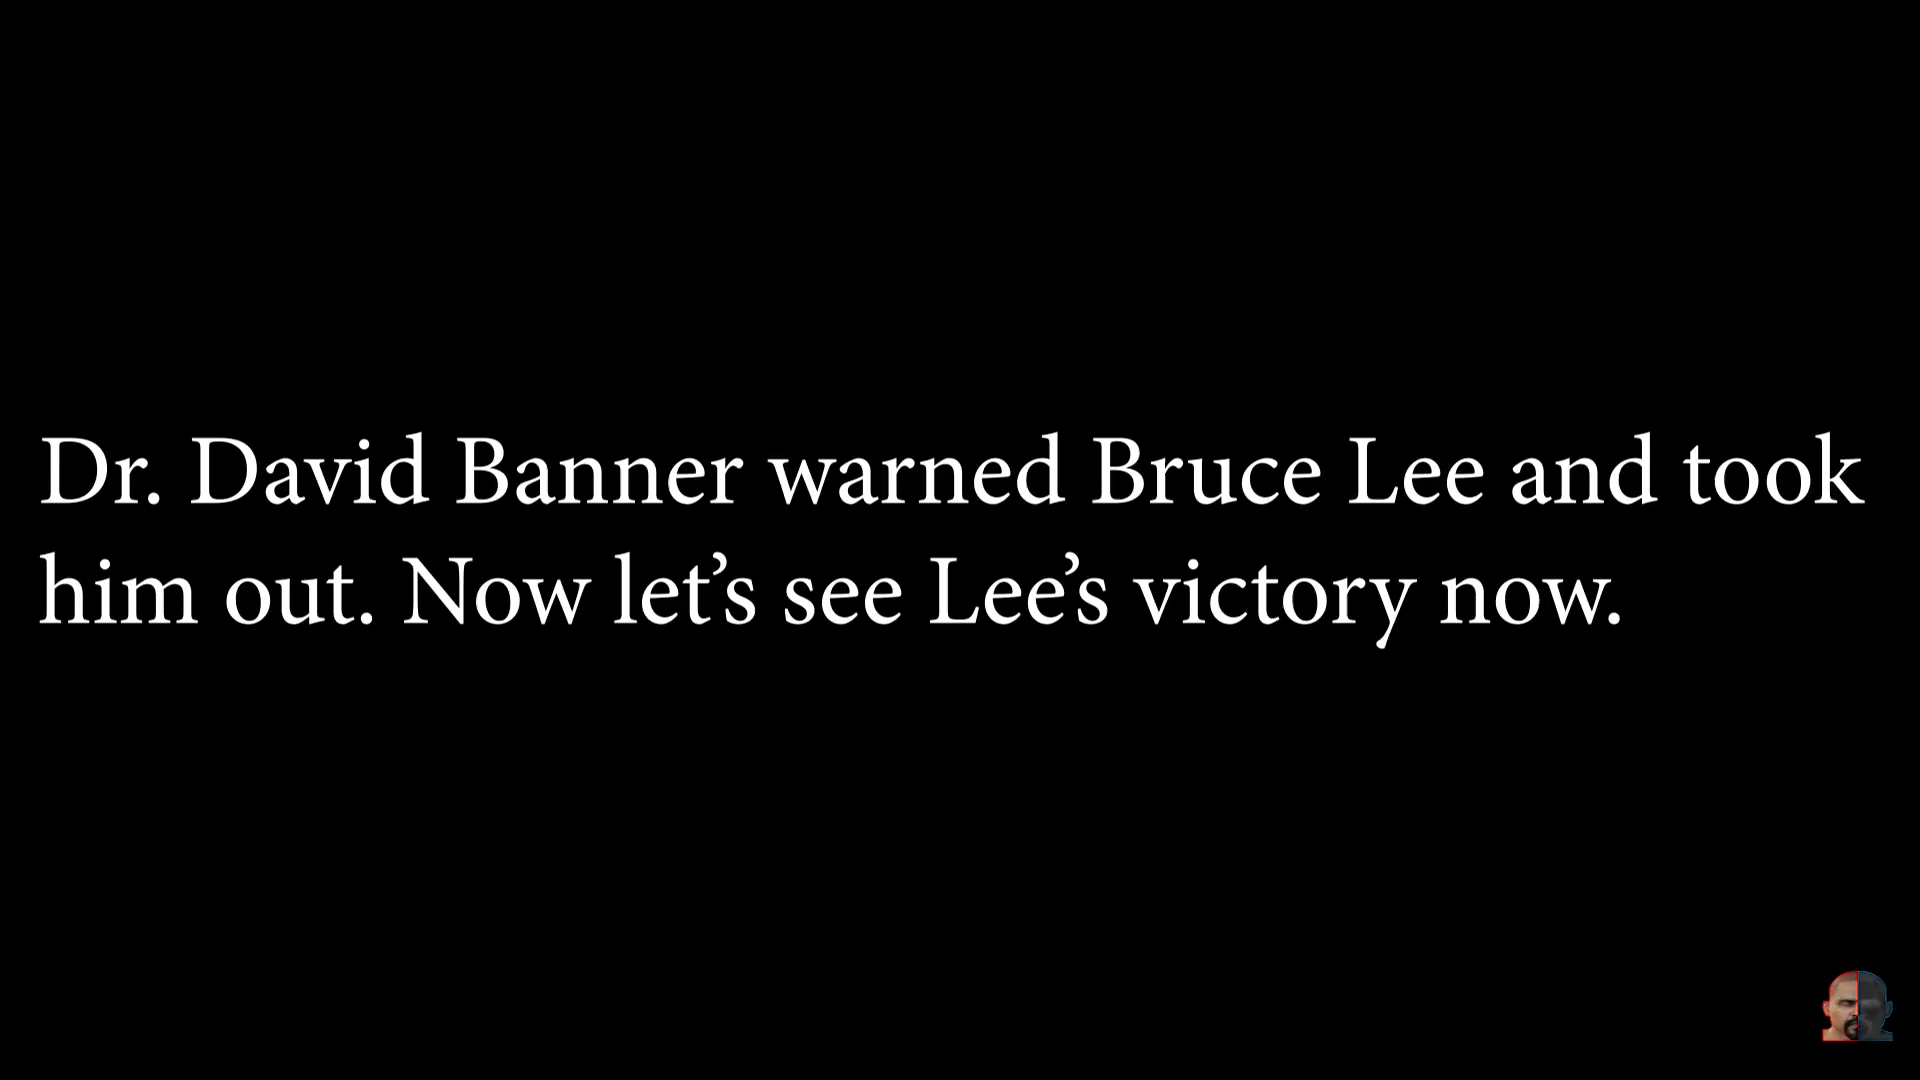 Dr. David Banner warned Bruce Lee and took
him out. Now let’s see Lee’s victory now.